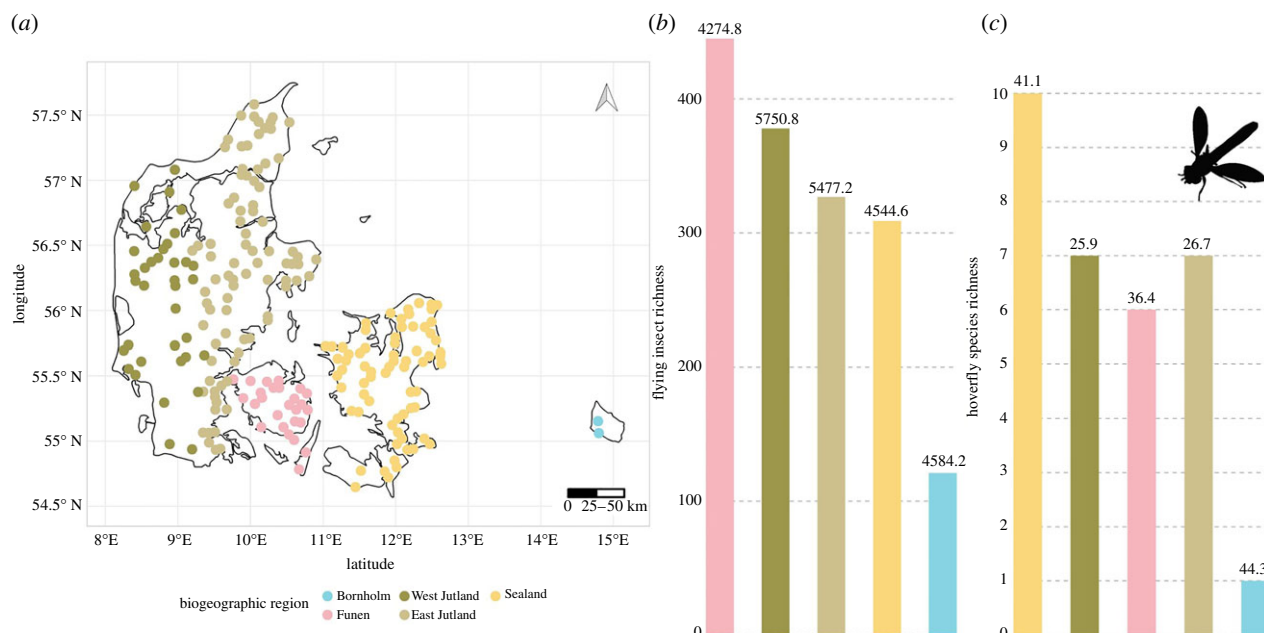 (a)
57.5° N
57° N
56.5° N
56° N
55.5° N
55° N
54.5° N
longitude
8°E
9°E
10°E
11°E
12°E
13°E
14°E
15°E
latitude
0 25–50 km
biogeographic region
Bornholm
West Jutland
Sealand
Funen
East Jutland
(b)
flying insect richness
400
300
200
100
0
4274.8
5750.8
5477.2
4544.6
4584.2
(c)
hoverfly species richness
10
9
8
7
6
5
4
3
2
1
0
41.1
25.9
36.4
26.7
44.3